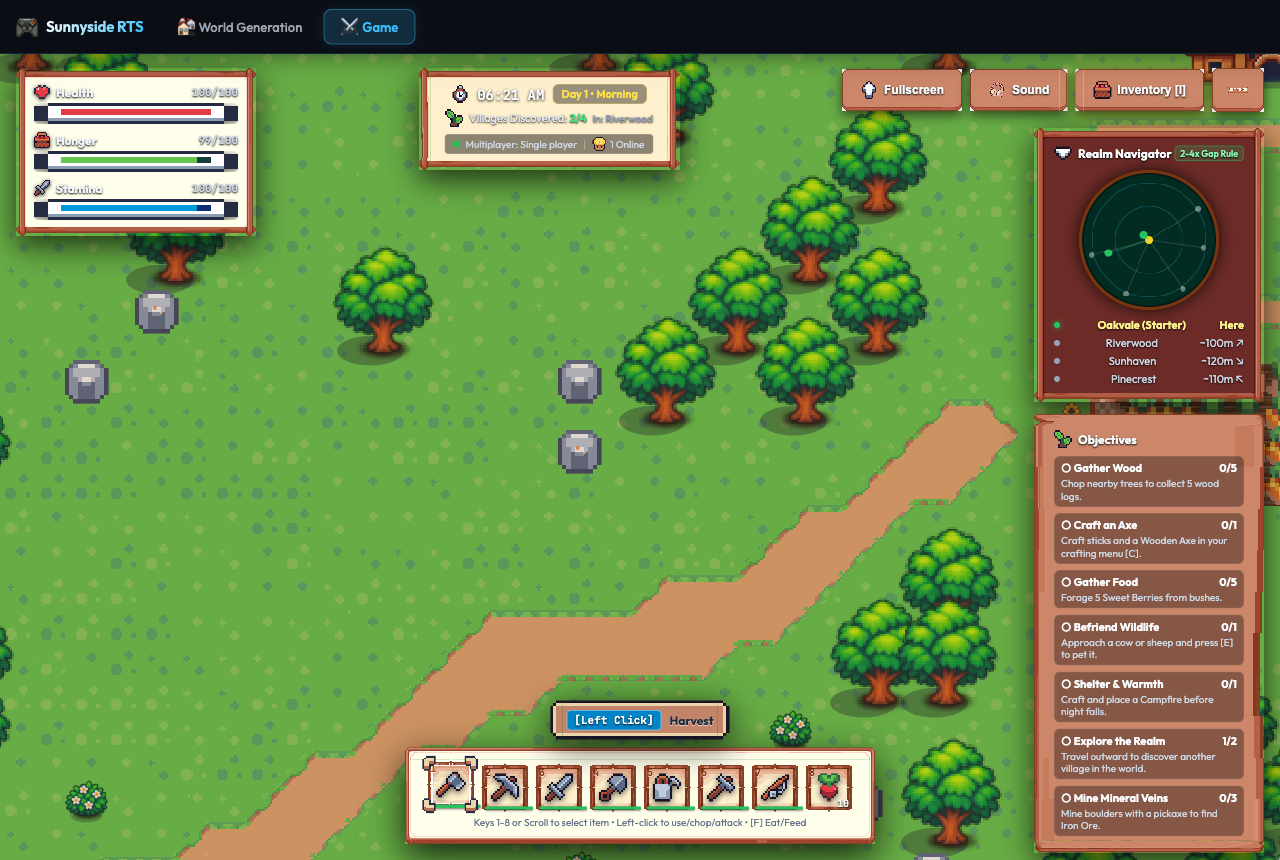 Sunnyside RTS
World Generation
Game
Health 100/100
Hunger 99/100
Stamina 100/100
06:21 AM Day 1 • Morning
Villages Discovered: 2/4 In: Riverwood
Multiplayer: Single player | 1 Online
Fullscreen
Sound
Inventory [I]
Realm Navigator 2-4x Gap Rule
Oakvale (Starter) Here
Riverwood ~100m ↗
Sunhaven ~120m ↘
Pinecrest ~110m ↖
Objectives
Gather Wood 0/5
Chop nearby trees to collect 5 wood
logs.
Craft an Axe 0/1
Craft sticks and a Wooden Axe in your
crafting menu [C].
Gather Food 0/5
Forage 5 Sweet Berries from bushes.
Befriend Wildlife 0/1
Approach a cow or sheep and press [E]
to pet it.
Shelter & Warmth 0/1
Craft and place a Campfire before
night falls.
Explore the Realm 1/2
Travel outward to discover another
village in the world.
Mine Mineral Veins 0/3
Mine boulders with a pickaxe to find
Iron Ore.
[Left Click] Harvest
10
Keys 1-8 or Scroll to select item • Left-click to use/chop/attack • [F] Eat/Feed